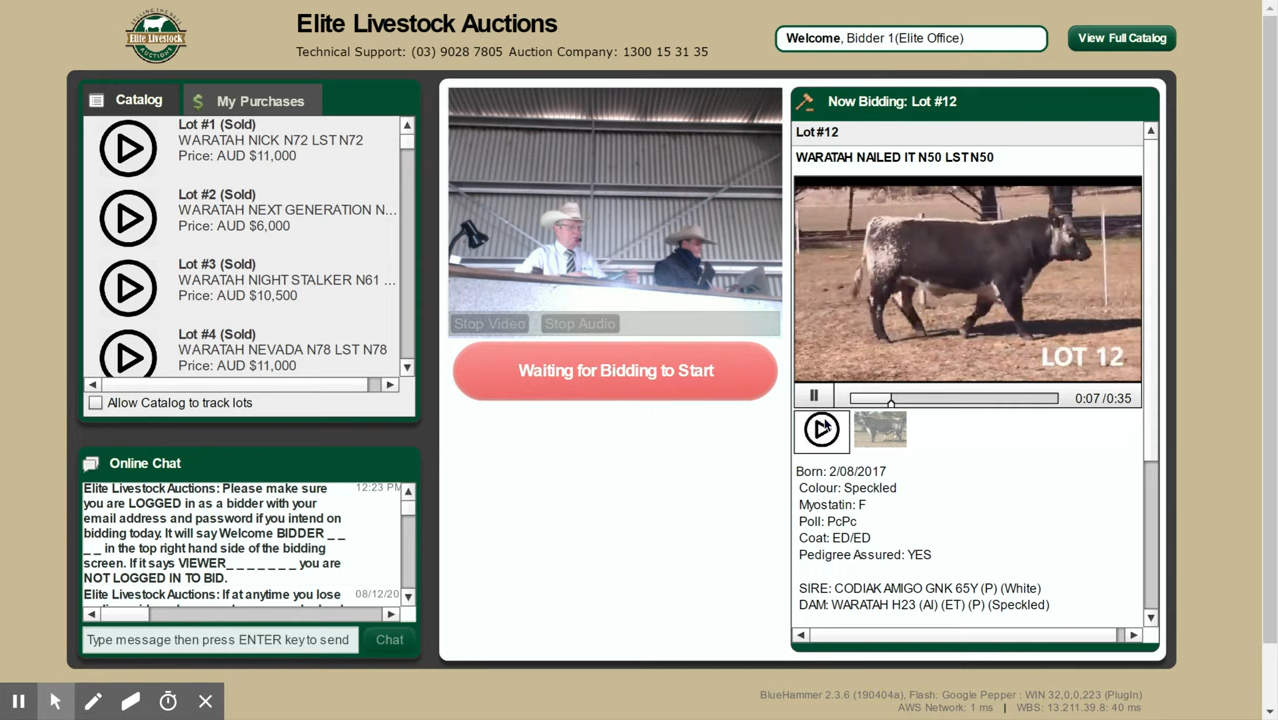 Elite Livestock
AUCTIONS
Elite Livestock Auctions
Technical Support: (03) 9028 7805 Auction Company: 1300 15 31 35
Welcome, Bidder 1(Elite Office)
View Full Catalog
Catalog
My Purchases
Lot #1 (Sold)
WARATAH NICK N72 LST N72
Price: AUD $11,000
Lot #2 (Sold)
WARATAH NEXT GENERATION N...
Price: AUD $6,000
Lot #3 (Sold)
WARATAH NIGHT STALKER N61 ...
Price: AUD $10,500
Lot #4 (Sold)
WARATAH NEVADA N78 LST N78
Price: AUD $11,000
Allow Catalog to track lots
Online Chat
Elite Livestock Auctions: Please make sure 12:23 PM
you are LOGGED in as a bidder with your
email address and password if you intend on
bidding today. It will say Welcome BIDDER _ _
_ _ in the top right hand side of the bidding
screen. If it says VIEWER_ _ _ _ _ _ _ you are
NOT LOGGED IN TO BID.
Elite Livestock Auctions: If at anytime you lose 08/12/20
Type message then press ENTER key to send
Chat
Stop Video
Stop Audio
Waiting for Bidding to Start
Now Bidding: Lot #12
Lot #12
WARATAH NAILED IT N50 LST N50
LOT 12
0:07 / 0:35
Born: 2/08/2017
Colour: Speckled
Myostatin: F
Poll: PcPc
Coat: ED/ED
Pedigree Assured: YES
SIRE: CODIAK AMIGO GNK 65Y (P) (White)
DAM: WARATAH H23 (AI) (ET) (P) (Speckled)
BlueHammer 2.3.6 (190404a), Flash: Google Pepper : WIN 32,0,0,223 (PlugIn)
AWS Network: 1 ms | WBS: 13.211.39.8: 40 ms